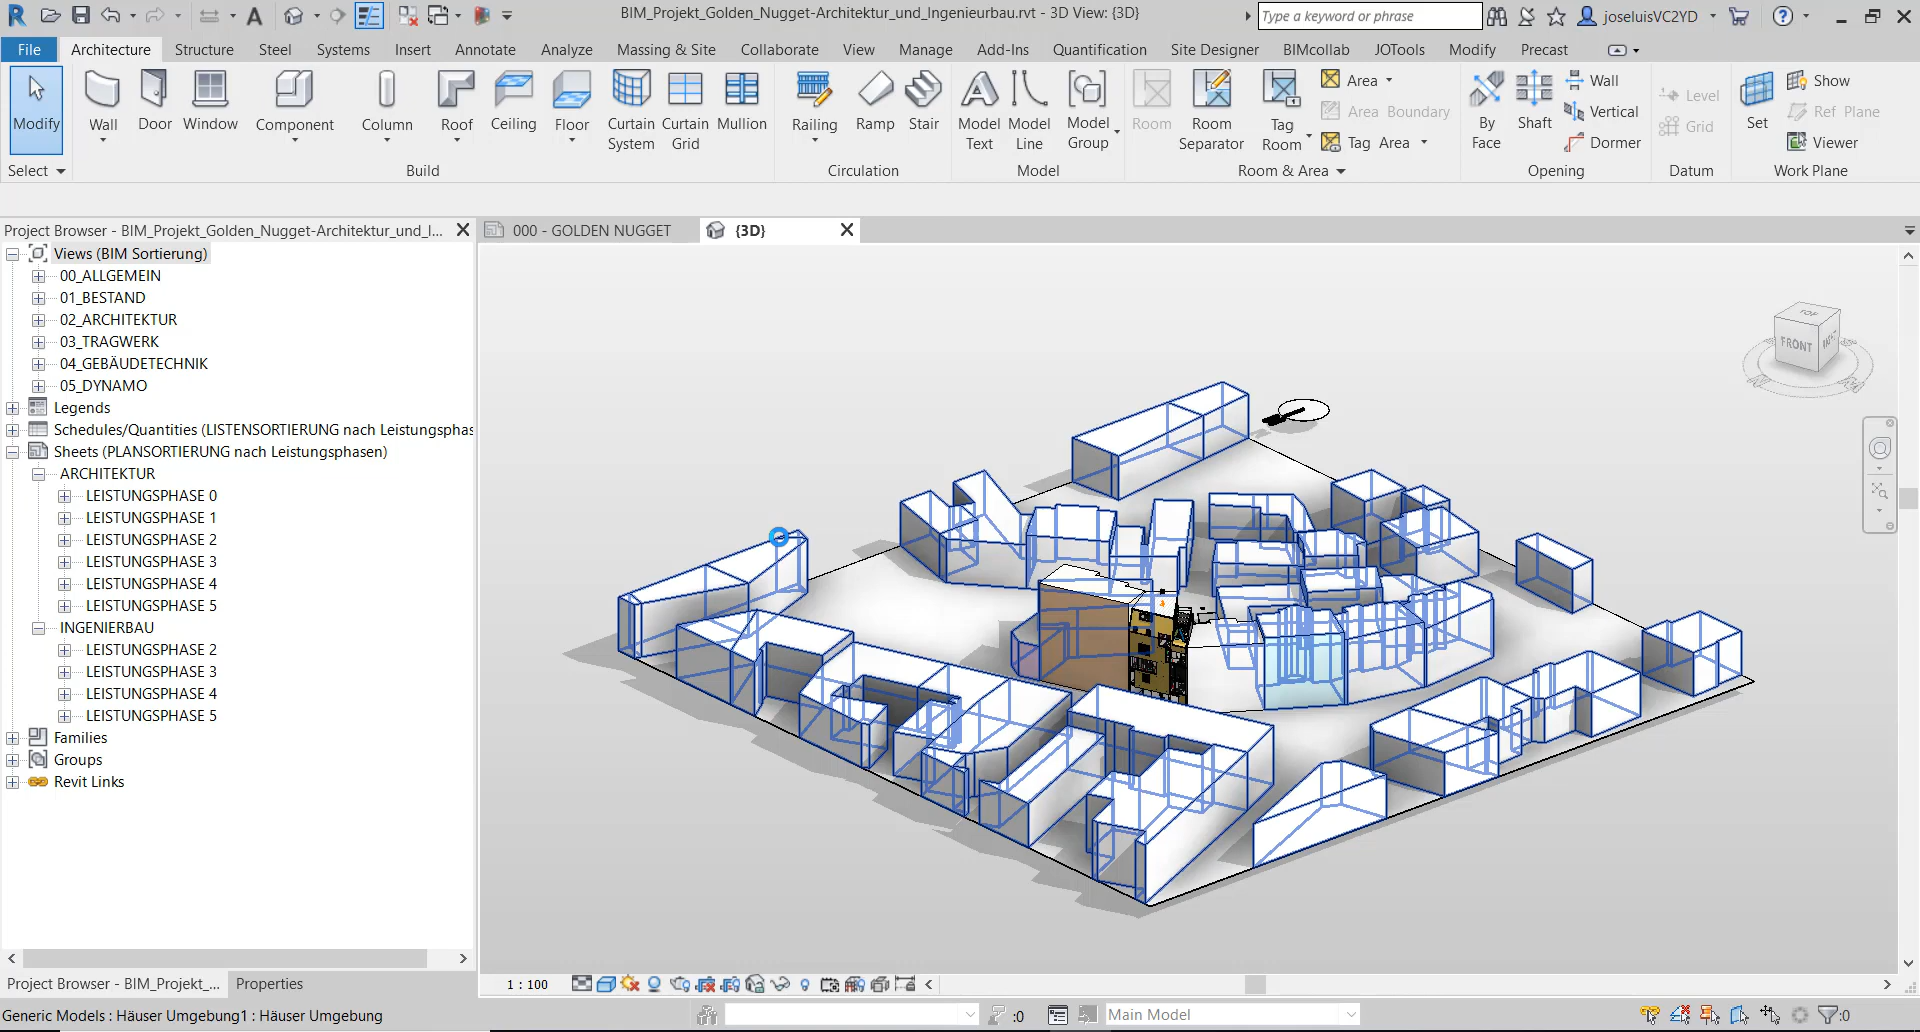 BIM_Projekt_Golden_Nugget-Architektur_und_Ingenieurbau.rvt - 3D View: {3D}
Type a keyword or phrase
joseluisVC2YD
File Architecture Structure Steel Systems Insert Annotate Analyze Massing & Site Collaborate View Manage Add-Ins Quantification Site Designer BIMcollab JOTools Modify Precast
Modify Wall Door Window Component Column Roof Ceiling Floor Curtain System Curtain Grid Mullion Railing Ramp Stair Model Text Model Line Model Group Room Room Separator Tag Room
Area
Area Boundary
Tag Area
By Face Shaft
Wall
Vertical
Dormer
Level
Grid
Set
Show
Ref Plane
Viewer
Select Build Circulation Model Room & Area Opening Datum Work Plane
Project Browser - BIM_Projekt_Golden_Nugget-Architektur_und_I...
000 - GOLDEN NUGGET
{3D}
Views (BIM Sortierung)
00_ALLGEMEIN
01_BESTAND
02_ARCHITEKTUR
03_TRAGWERK
04_GEBÄUDETECHNIK
05_DYNAMO
Legends
Schedules/Quantities (LISTENSORTIERUNG nach Leistungsphas
Sheets (PLANSORTIERUNG nach Leistungsphasen)
ARCHITEKTUR
LEISTUNGSPHASE 0
LEISTUNGSPHASE 1
LEISTUNGSPHASE 2
LEISTUNGSPHASE 3
LEISTUNGSPHASE 4
LEISTUNGSPHASE 5
INGENIERBAU
LEISTUNGSPHASE 2
LEISTUNGSPHASE 3
LEISTUNGSPHASE 4
LEISTUNGSPHASE 5
Families
Groups
Revit Links
TOP
FRONT
Project Browser - BIM_Projekt_... Properties
1 : 100
Generic Models : Häuser Umgebung1 : Häuser Umgebung
:0
Main Model
:0